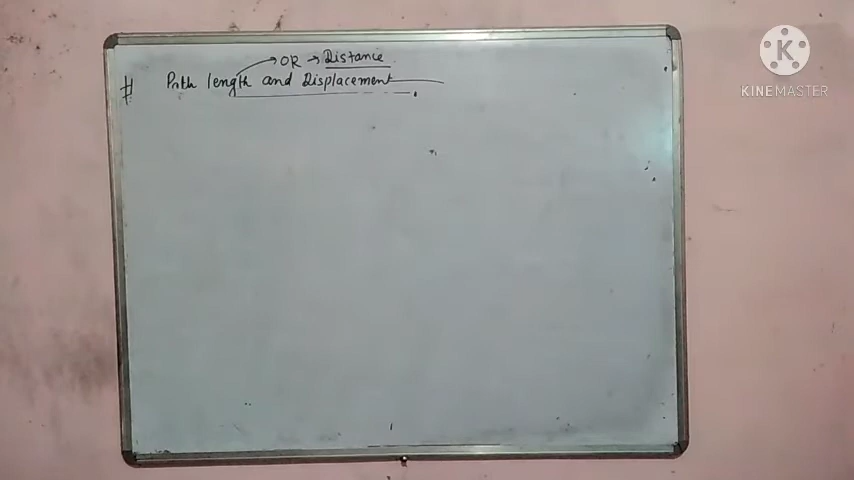 → OR → Distance
# Path length and Displacement
K
KINEMASTER